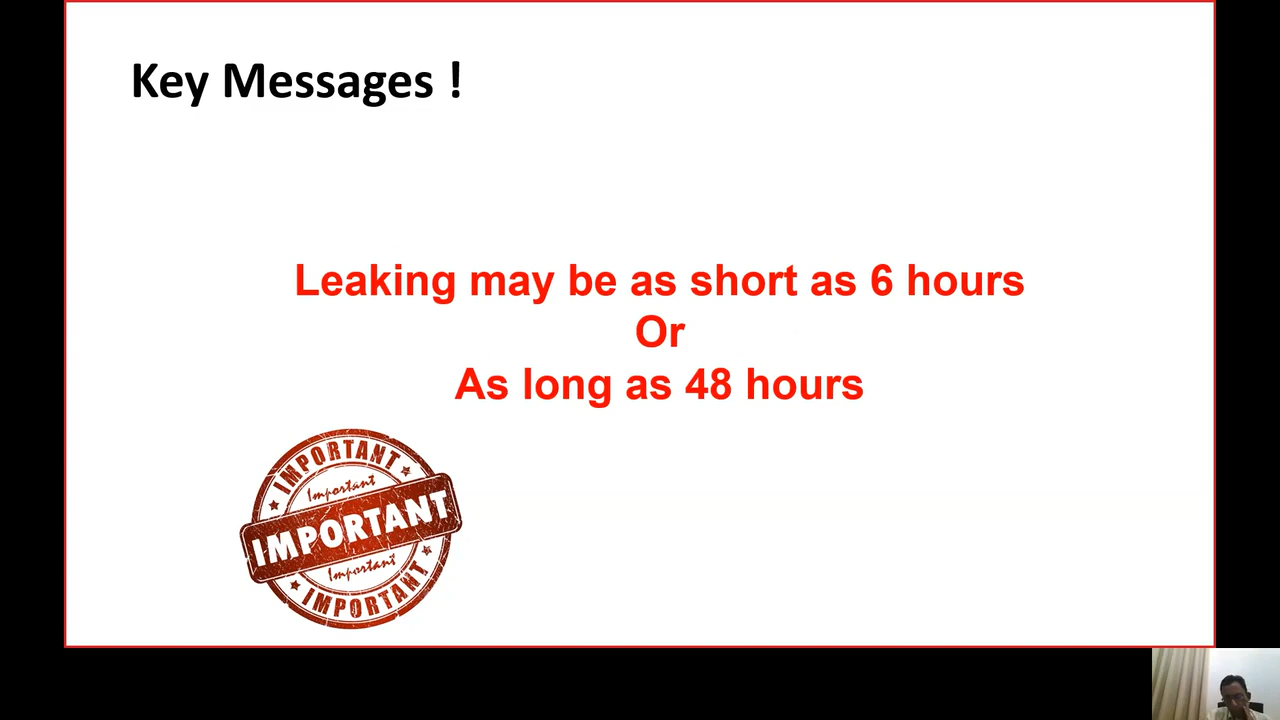 Key Messages !
Leaking may be as short as 6 hours
Or
As long as 48 hours
IMPORTANT
Important
IMPORTANT
Important
IMPORTANT